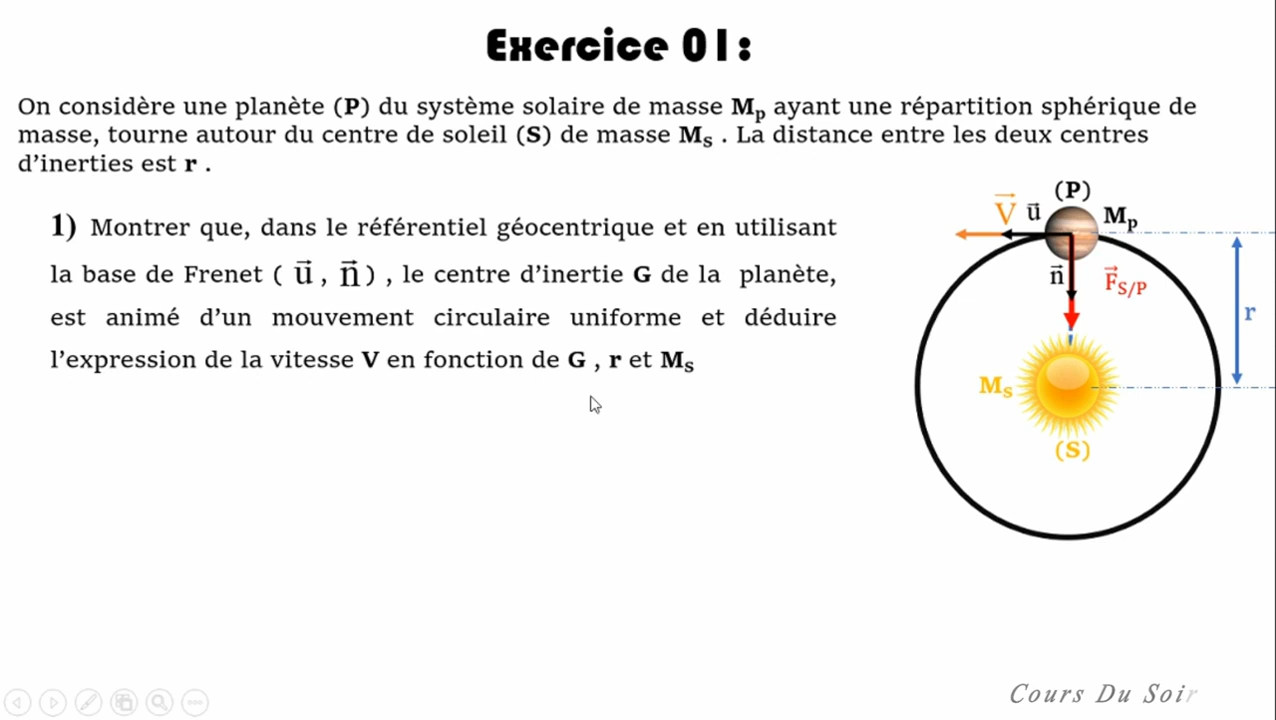 Exercice 01:
On considère une planète (P) du système solaire de masse Mp ayant une répartition sphérique de
masse, tourne autour du centre de soleil (S) de masse Ms . La distance entre les deux centres
d’inerties est r .
1) Montrer que, dans le référentiel géocentrique et en utilisant
la base de Frenet ( u⃗ , n⃗ ) , le centre d’inertie G de la planète,
est animé d’un mouvement circulaire uniforme et déduire
l’expression de la vitesse V en fonction de G , r et Ms
(P)
V⃗ u⃗
Mp
n⃗
F⃗S/P
r
Ms
(S)
Cours Du Soir